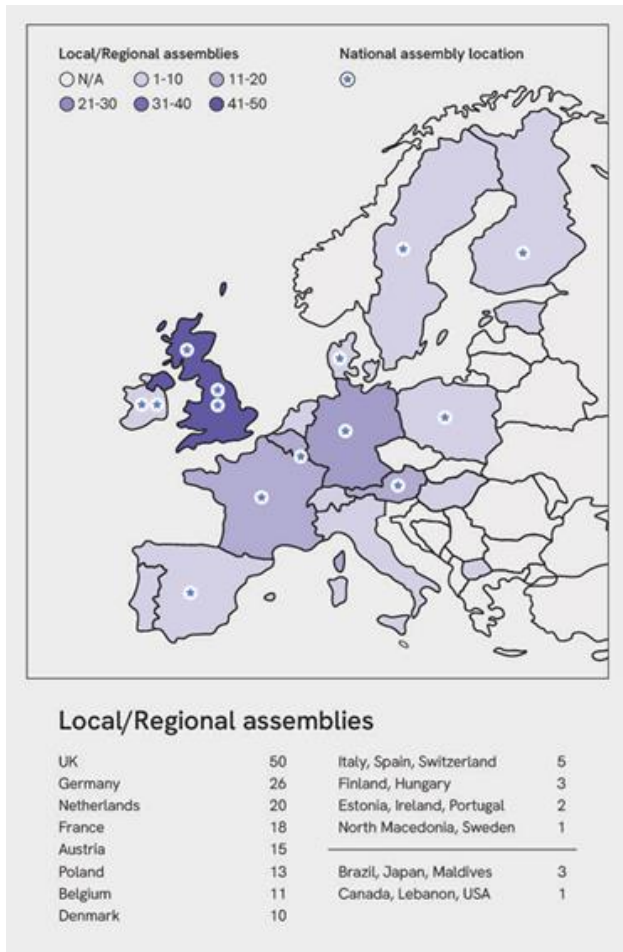 Local/Regional assemblies
National assembly location
N/A 1-10 11-20
21-30 31-40 41-50
Local/Regional assemblies
UK 50
Germany 26
Netherlands 20
France 18
Austria 15
Poland 13
Belgium 11
Denmark 10
Italy, Spain, Switzerland 5
Finland, Hungary 3
Estonia, Ireland, Portugal 2
North Macedonia, Sweden 1
Brazil, Japan, Maldives 3
Canada, Lebanon, USA 1